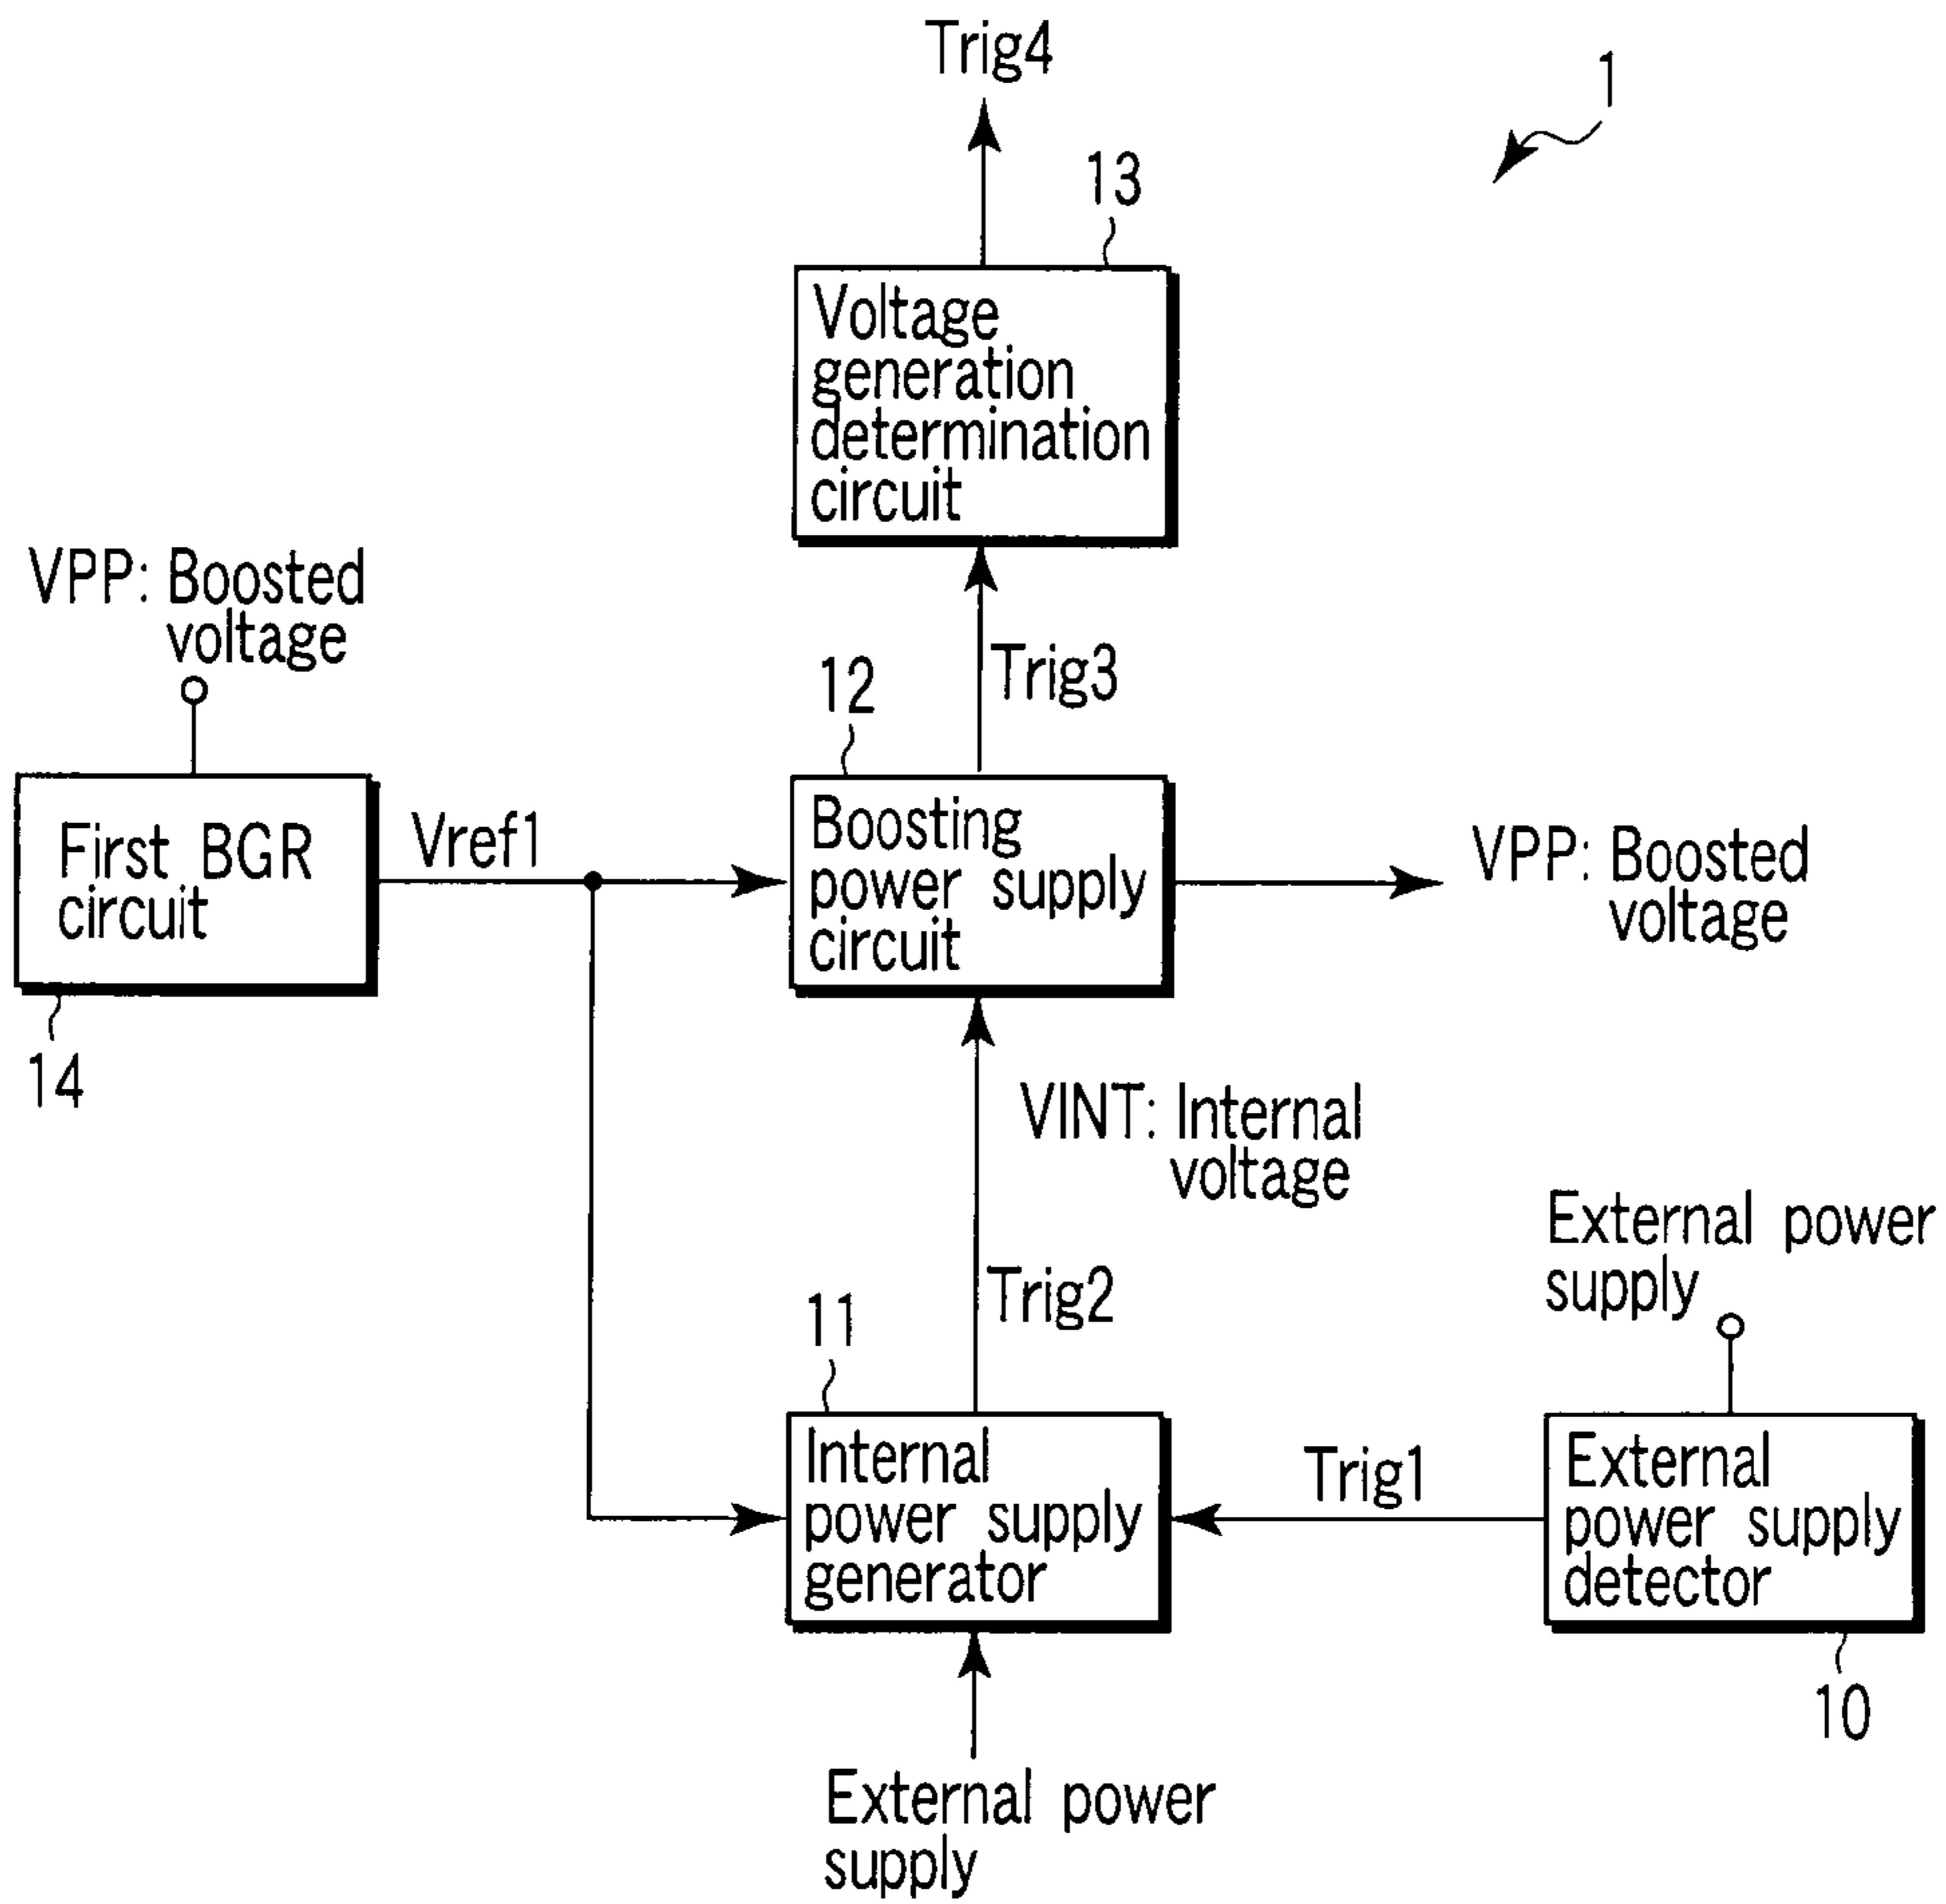 Trig4
1
13
Voltage
generation
determination
circuit
VPP: Boosted
voltage
12
Trig3
First BGR
circuit
Vref1
Boosting
power supply
circuit
VPP: Boosted
voltage
14
VINT: Internal
voltage
External power
supply
11
Trig2
Internal
power supply
generator
Trig1
External
power supply
detector
10
External power
supply